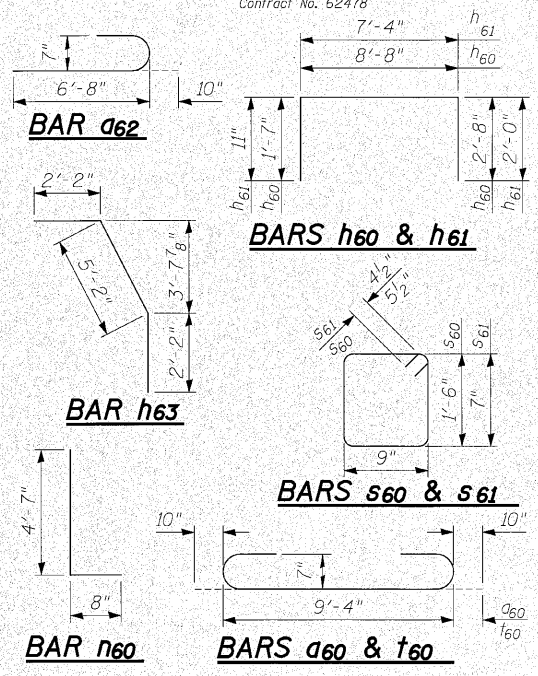 Contract No. 62478
7"
6'-8"
10"
BAR a62
7'-4" h61
8'-8" h60
11"
1'-7"
2'-8"
2'-0"
h61
h60
h60
h61
BARS h60 & h61
2'-2"
5'-2"
3'-7 7/8"
2'-2"
BAR h63
4 1/2"
5 1/2"
s61
s60
s60
s61
1'-6"
7"
9"
BARS s60 & s61
4'-7"
8"
BAR n60
10"
10"
7"
9'-4"
a60
t60
BARS a60 & t60